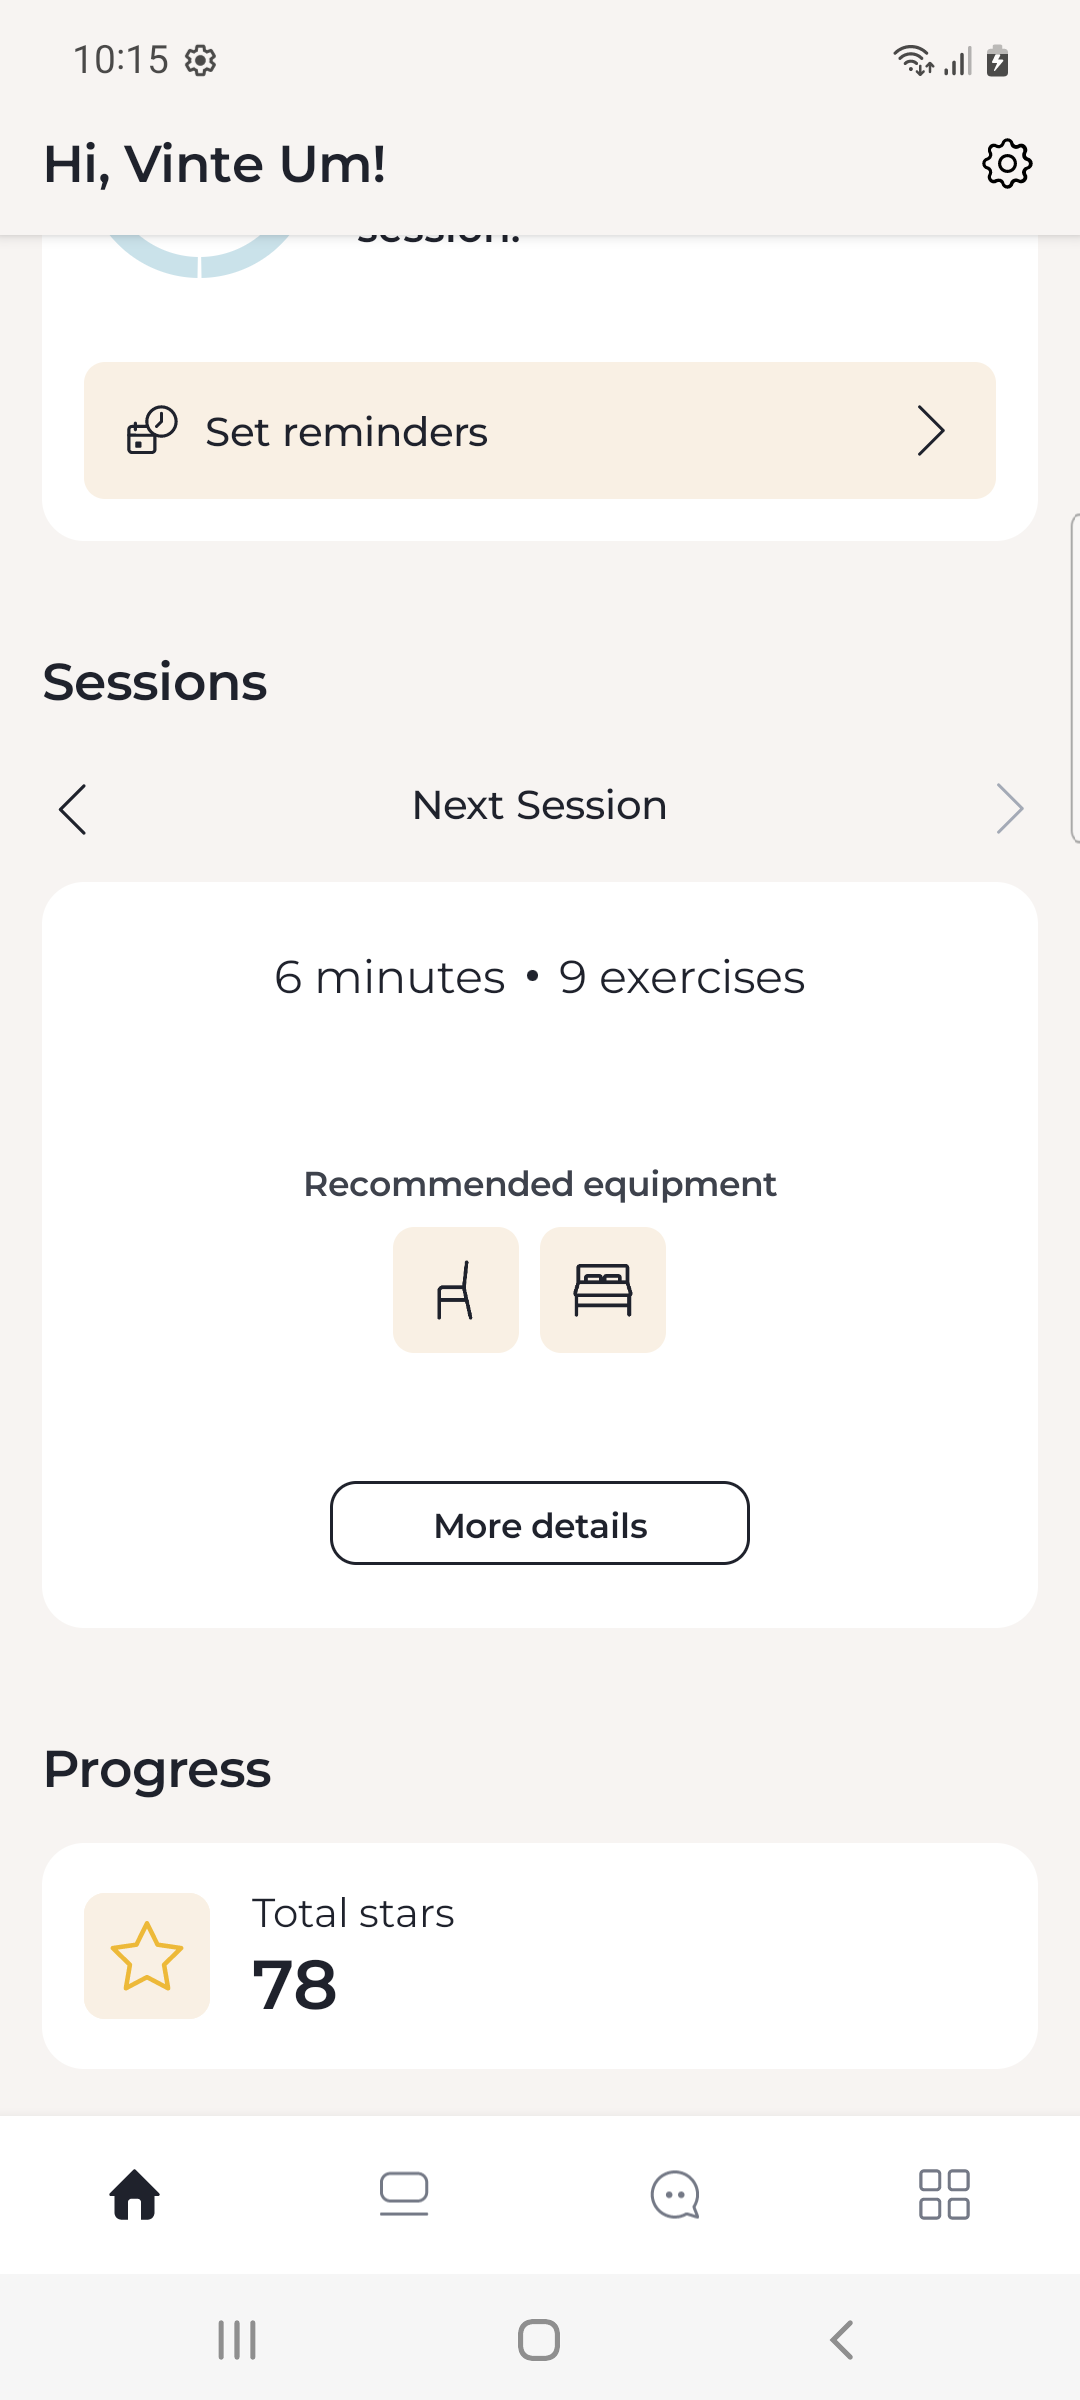 10:15
Hi, Vinte Um!
session.
Set reminders
Sessions
Next Session
6 minutes • 9 exercises
Recommended equipment
More details
Progress
Total stars
78